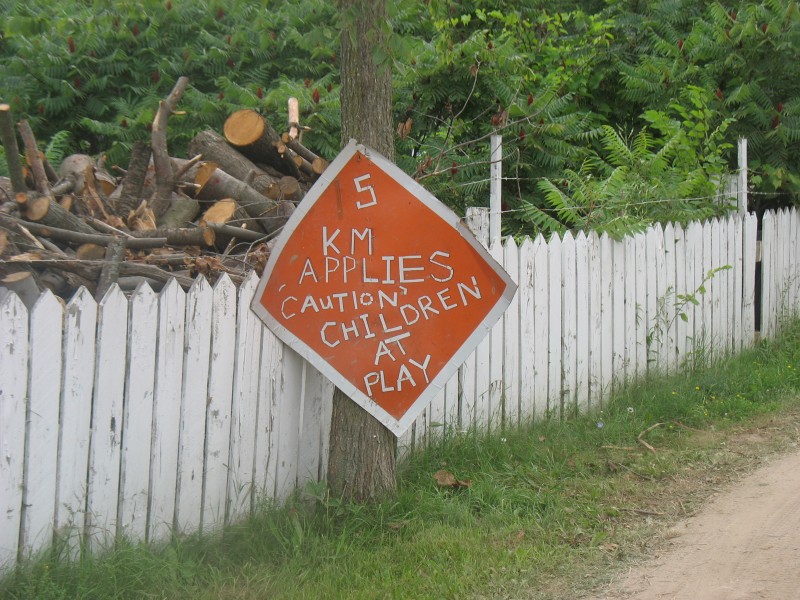 5
KM
'APPLIES
CAUTION'
CHILDREN
AT
PLAY